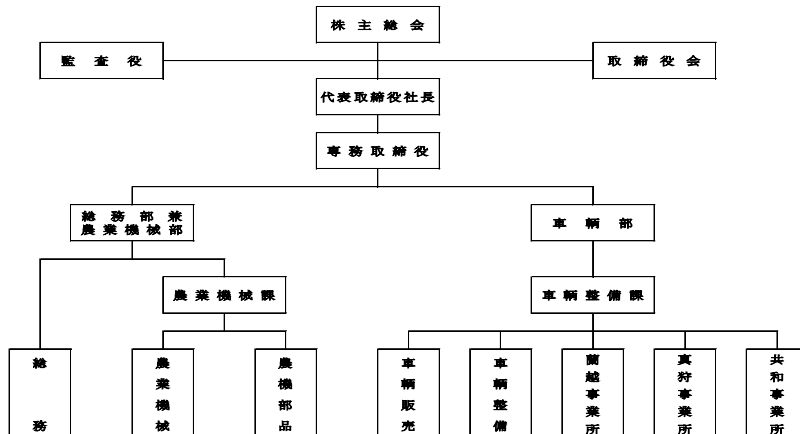 株主総会
監査役
取締役会
代表取締役社長
専務取締役
総務部兼
農業機械部
車輌部
農業機械課
車輌整備課
総務
農業機械
農機部品
車輌販売
車輌整備
蘭越事業所
真狩事業所
共和事業所